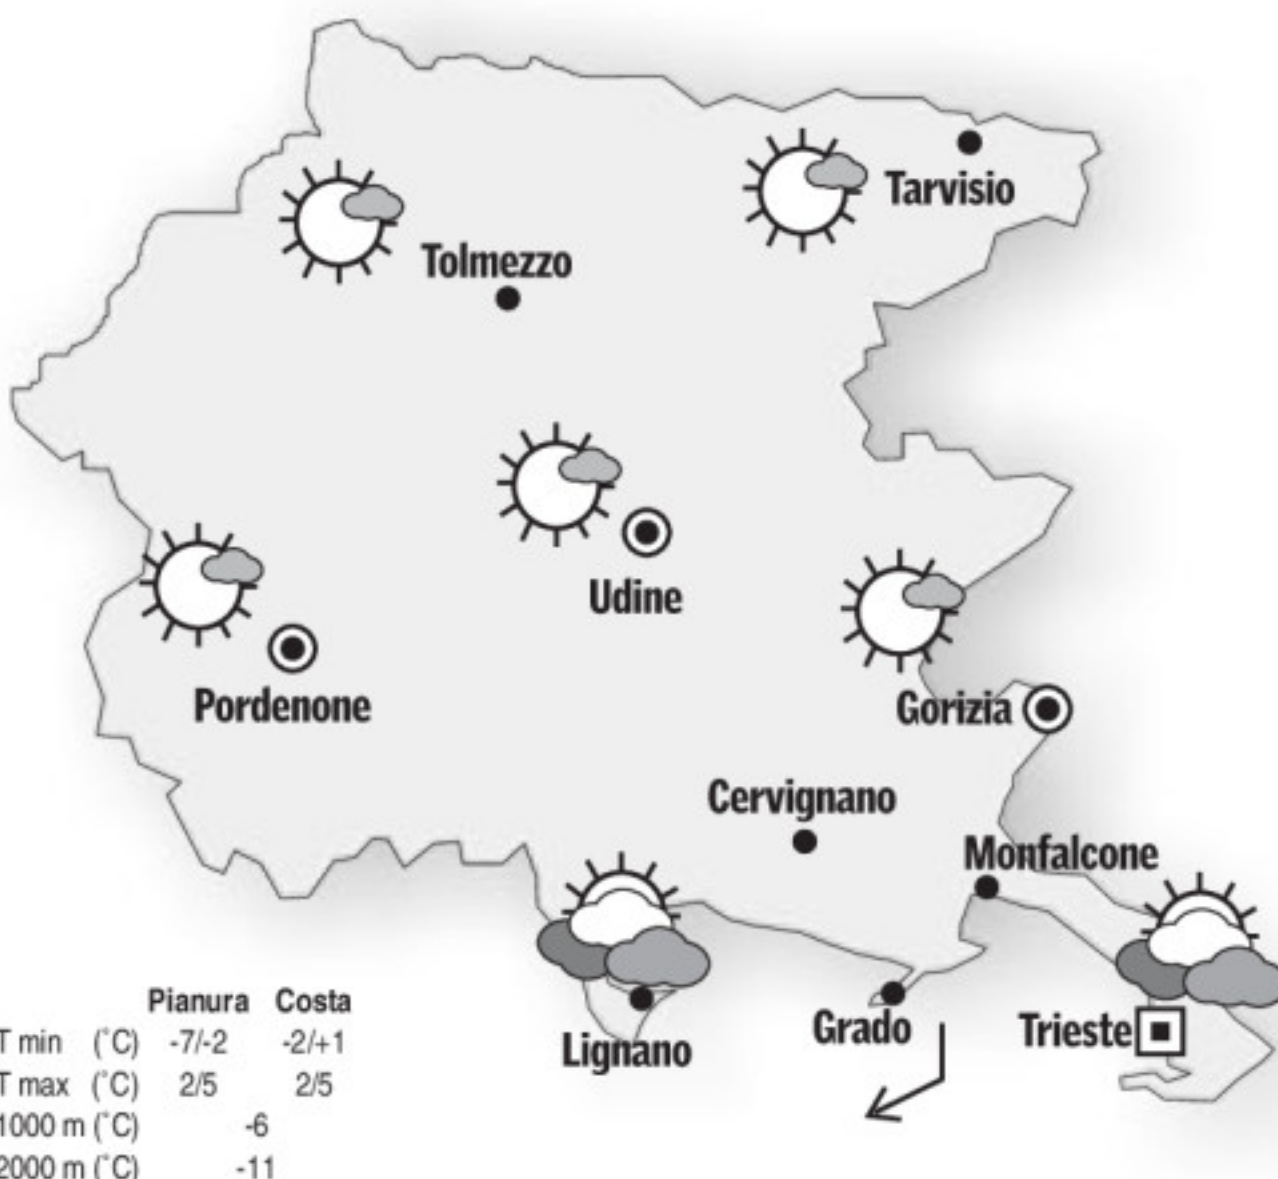 Tarvisio
Tolmezzo
Udine
Pordenone
Gorizia
Cervignano
Monfalcone
Grado
Trieste
Lignano
Pianura Costa
T min (°C) -7/-2 -2/+1
T max (°C) 2/5 2/5
1000 m (°C) -6
2000 m (°C) -11